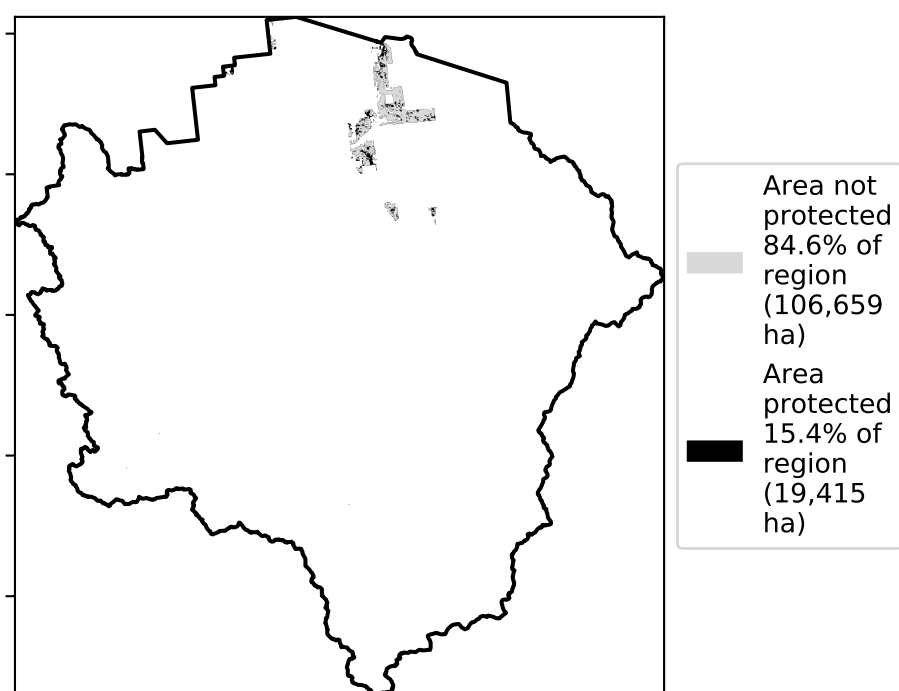 Area not
protected
84.6% of
region
(106,659
ha)
Area
protected
15.4% of
region
(19,415
ha)